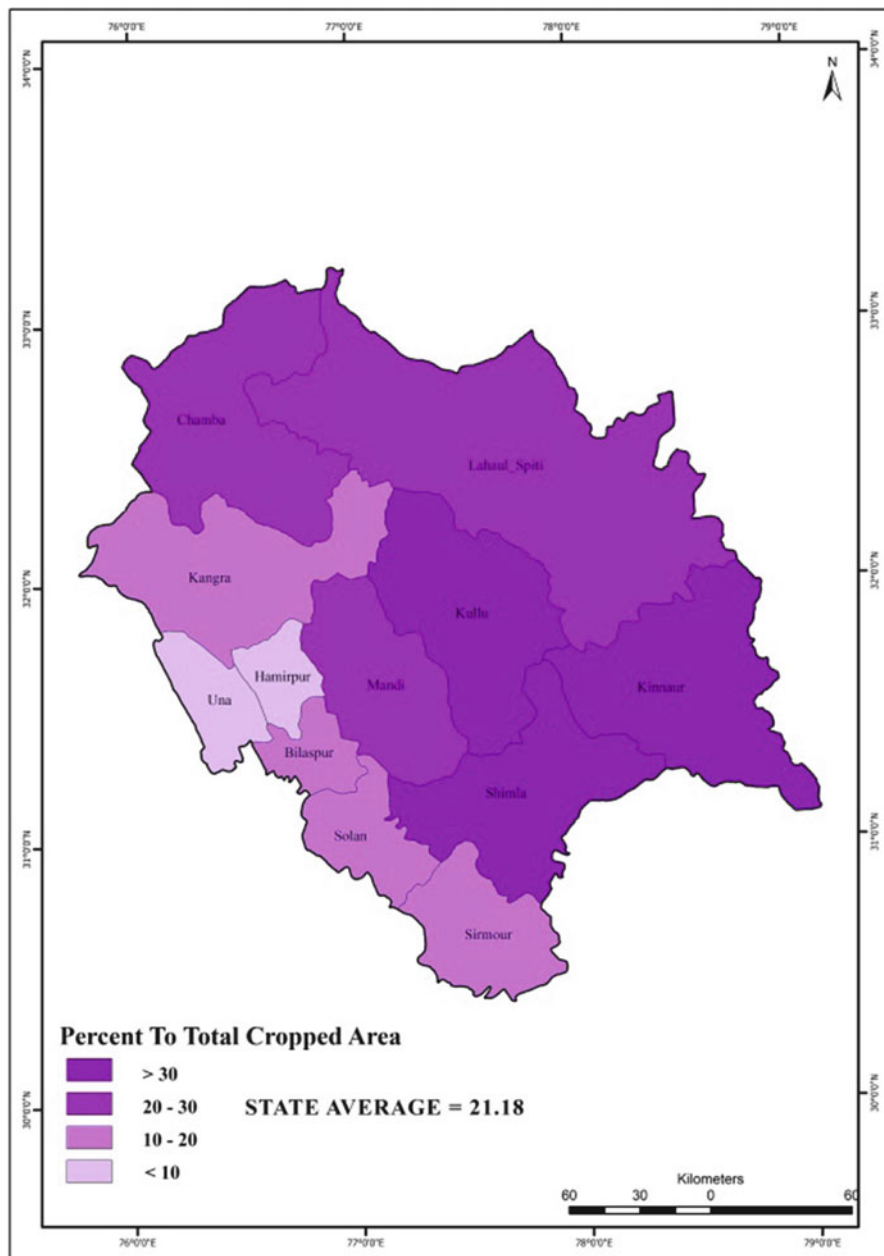 76°0'0"E 77°0'0"E 78°0'0"E 79°0'0"E
34°0'0"N 34°0'0"N
N
33°0'0"N 33°0'0"N
Chamba
Lahaul_Spiti
32°0'0"N 32°0'0"N
Kangra
Kullu
Hamirpur
Mandi
Kinnaur
Una
Bilaspur
Shimla
Solan
31°0'0"N 31°0'0"N
Sirmour
Percent To Total Cropped Area
> 30
20 - 30 STATE AVERAGE = 21.18
10 - 20
< 10
30°0'0"N 30°0'0"N
Kilometers
60 30 0 60
76°0'0"E 77°0'0"E 78°0'0"E 79°0'0"E